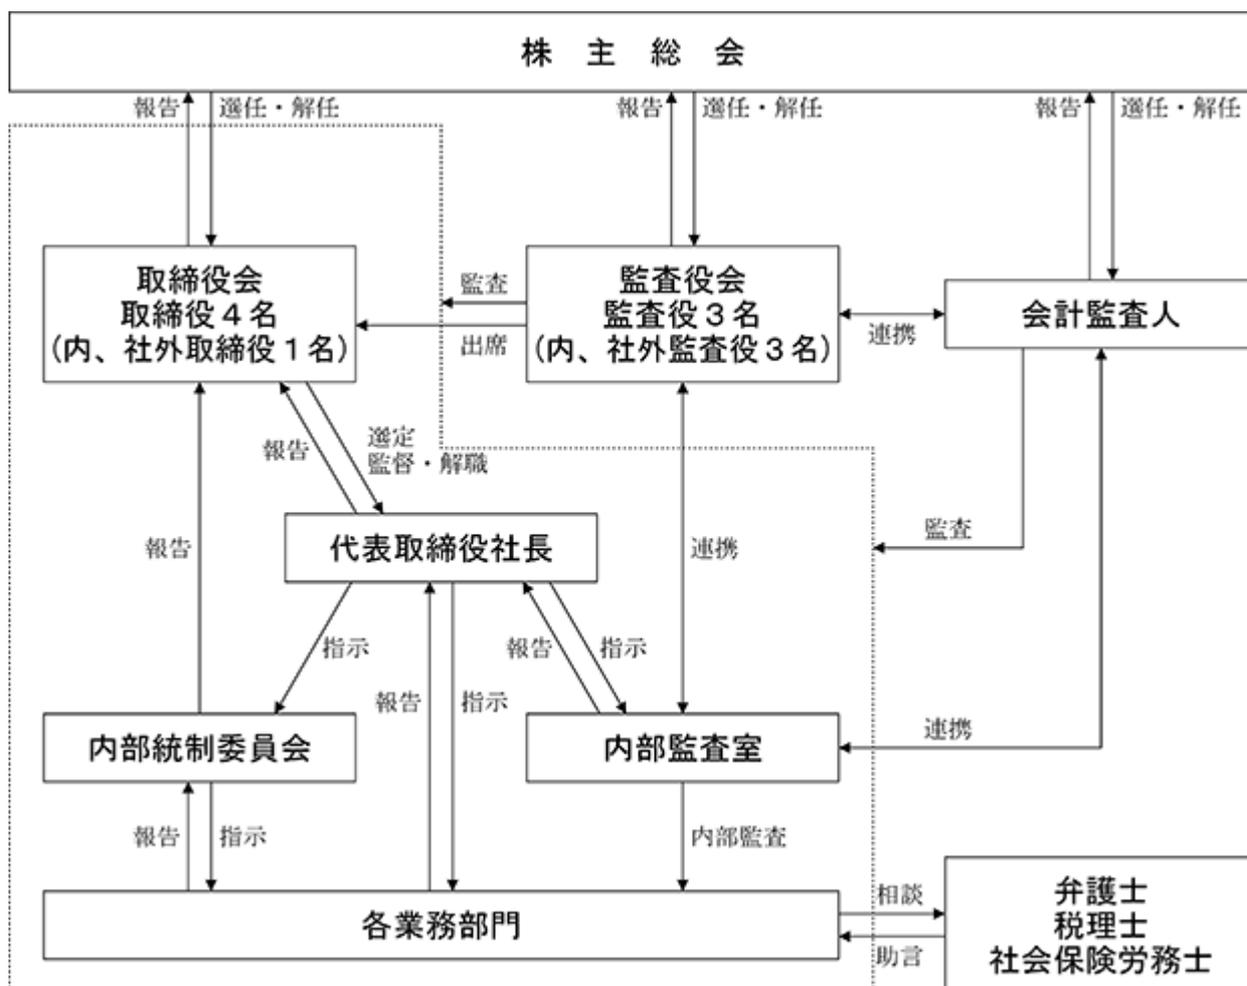 株主総会
報告
選任・解任
報告
選任・解任
報告
選任・解任
取締役会
取締役４名
(内、社外取締役１名)
監査
出席
監査役会
監査役３名
(内、社外監査役３名)
連携
会計監査人
報告
選定
監督・解職
報告
代表取締役社長
連携
監査
指示
報告
指示
報告
指示
内部統制委員会
内部監査室
連携
報告
指示
内部監査
各業務部門
相談
助言
弁護士
税理士
社会保険労務士